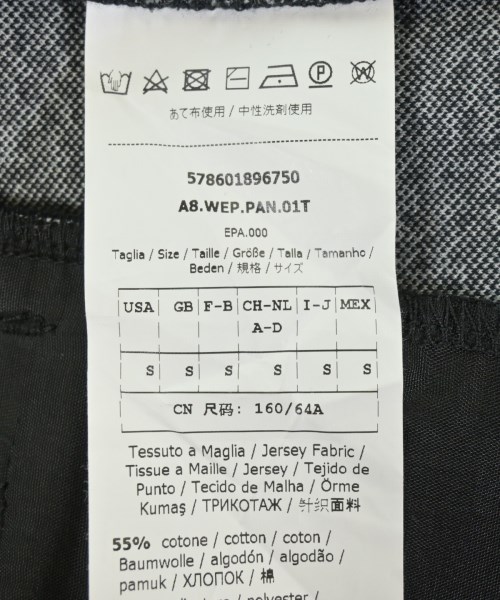 あて布使用 / 中性洗剤使用
578601896750
A8.WEP.PAN.01T
EPA.000
Taglia / Size / Taille / Größe / Talla / Tamanho /
Beden / 規格 / サイズ
USA GB F-B CH-NL I-J MEX
A-D
S S S S S S
CN 尺码: 160/64A
Tessuto a Maglia / Jersey Fabric /
Tissue a Maille / Jersey / Tejido de
Punto / Tecido de Malha / Örme
Kumaş / ТРИКОТАЖ / 针织面料
55% cotone / cotton / coton /
Baumwolle / algodón / algodão /
pamuk / ХЛОПОК / 棉
polyester /